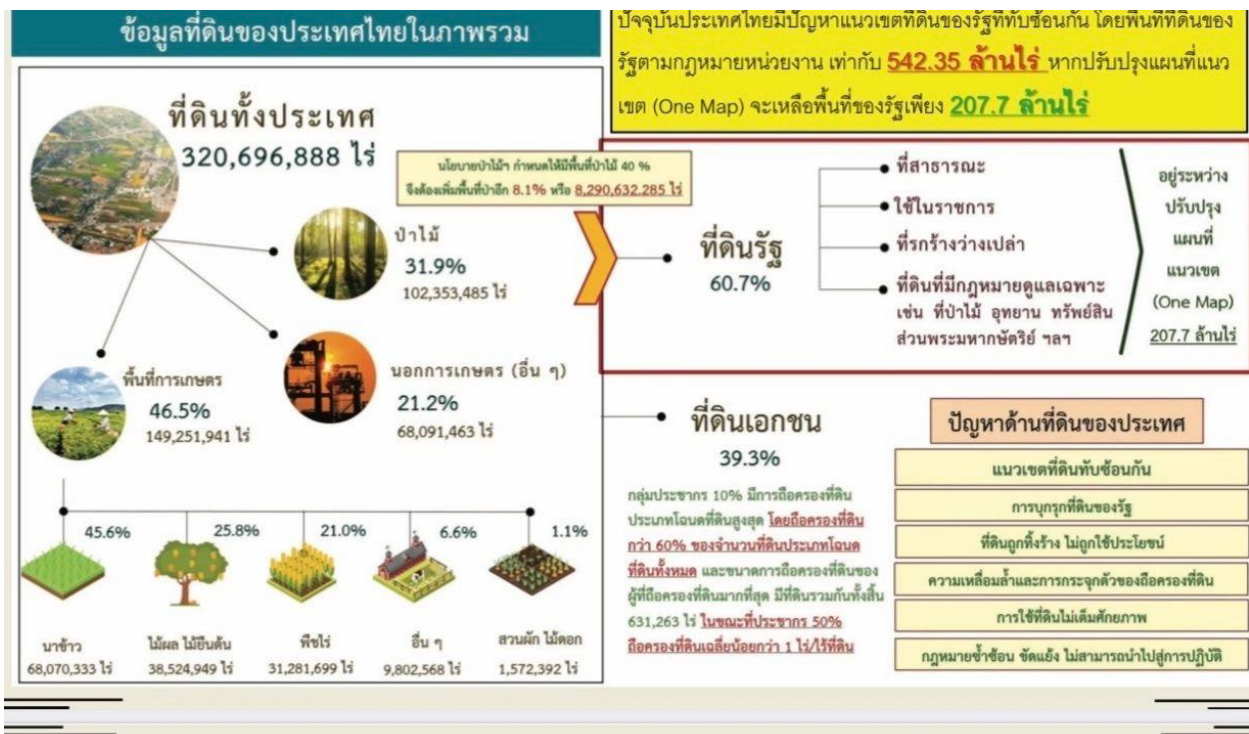 ข้อมูลที่ดินของประเทศไทยในภาพรวม
ปัจจุบันประเทศไทยมีปัญหาแนวเขตที่ดินของรัฐที่ทับซ้อนกัน โดยพื้นที่ที่ดินของ
รัฐตามกฎหมายหน่วยงาน เท่ากับ 542.35 ล้านไร่ หากปรับปรุงแผนที่แนว
เขต (One Map) จะเหลือพื้นที่ของรัฐเพียง 207.7 ล้านไร่
ที่ดินทั้งประเทศ
320,696,888 ไร่
นโยบายป่าไม้ฯ กำหนดให้มีพื้นที่ป่าไม้ 40 %
จึงต้องเพิ่มพื้นที่ป่าอีก 8.1% หรือ 8,290,632.285 ไร่
ป่าไม้
31.9%
102,353,485 ไร่
พื้นที่การเกษตร
46.5%
149,251,941 ไร่
นอกการเกษตร (อื่น ๆ)
21.2%
68,091,463 ไร่
45.6%
25.8%
21.0%
6.6%
1.1%
นาข้าว
68,070,333 ไร่
ไม้ผล ไม้ยืนต้น
38,524,949 ไร่
พืชไร่
31,281,699 ไร่
อื่น ๆ
9,802,568 ไร่
สวนผัก ไม้ดอก
1,572,392 ไร่
ที่ดินรัฐ
60.7%
ที่สาธารณะ
ใช้ในราชการ
ที่รกร้างว่างเปล่า
ที่ดินที่มีกฎหมายดูแลเฉพาะ
เช่น ที่ป่าไม้ อุทยาน ทรัพย์สิน
ส่วนพระมหากษัตริย์ ฯลฯ
อยู่ระหว่าง
ปรับปรุง
แผนที่
แนวเขต
(One Map)
207.7 ล้านไร่
ที่ดินเอกชน
39.3%
กลุ่มประชากร 10% มีการถือครองที่ดิน
ประเภทโฉนดที่ดินสูงสุด โดยถือครองที่ดิน
กว่า 60% ของจำนวนที่ดินประเภทโฉนด
ที่ดินทั้งหมด และขนาดการถือครองที่ดินของ
ผู้ที่ถือครองที่ดินมากที่สุด มีที่ดินรวมกันทั้งสิ้น
631,263 ไร่ ในขณะที่ประชากร 50%
ถือครองที่ดินเฉลี่ยน้อยกว่า 1 ไร่/ไร้ที่ดิน
ปัญหาด้านที่ดินของประเทศ
แนวเขตที่ดินทับซ้อนกัน
การบุกรุกที่ดินของรัฐ
ที่ดินถูกทิ้งร้าง ไม่ถูกใช้ประโยชน์
ความเหลื่อมล้ำและการกระจุกตัวของถือครองที่ดิน
การใช้ที่ดินไม่เต็มศักยภาพ
กฎหมายซ้ำซ้อน ขัดแย้ง ไม่สามารถนำไปสู่การปฏิบัติ